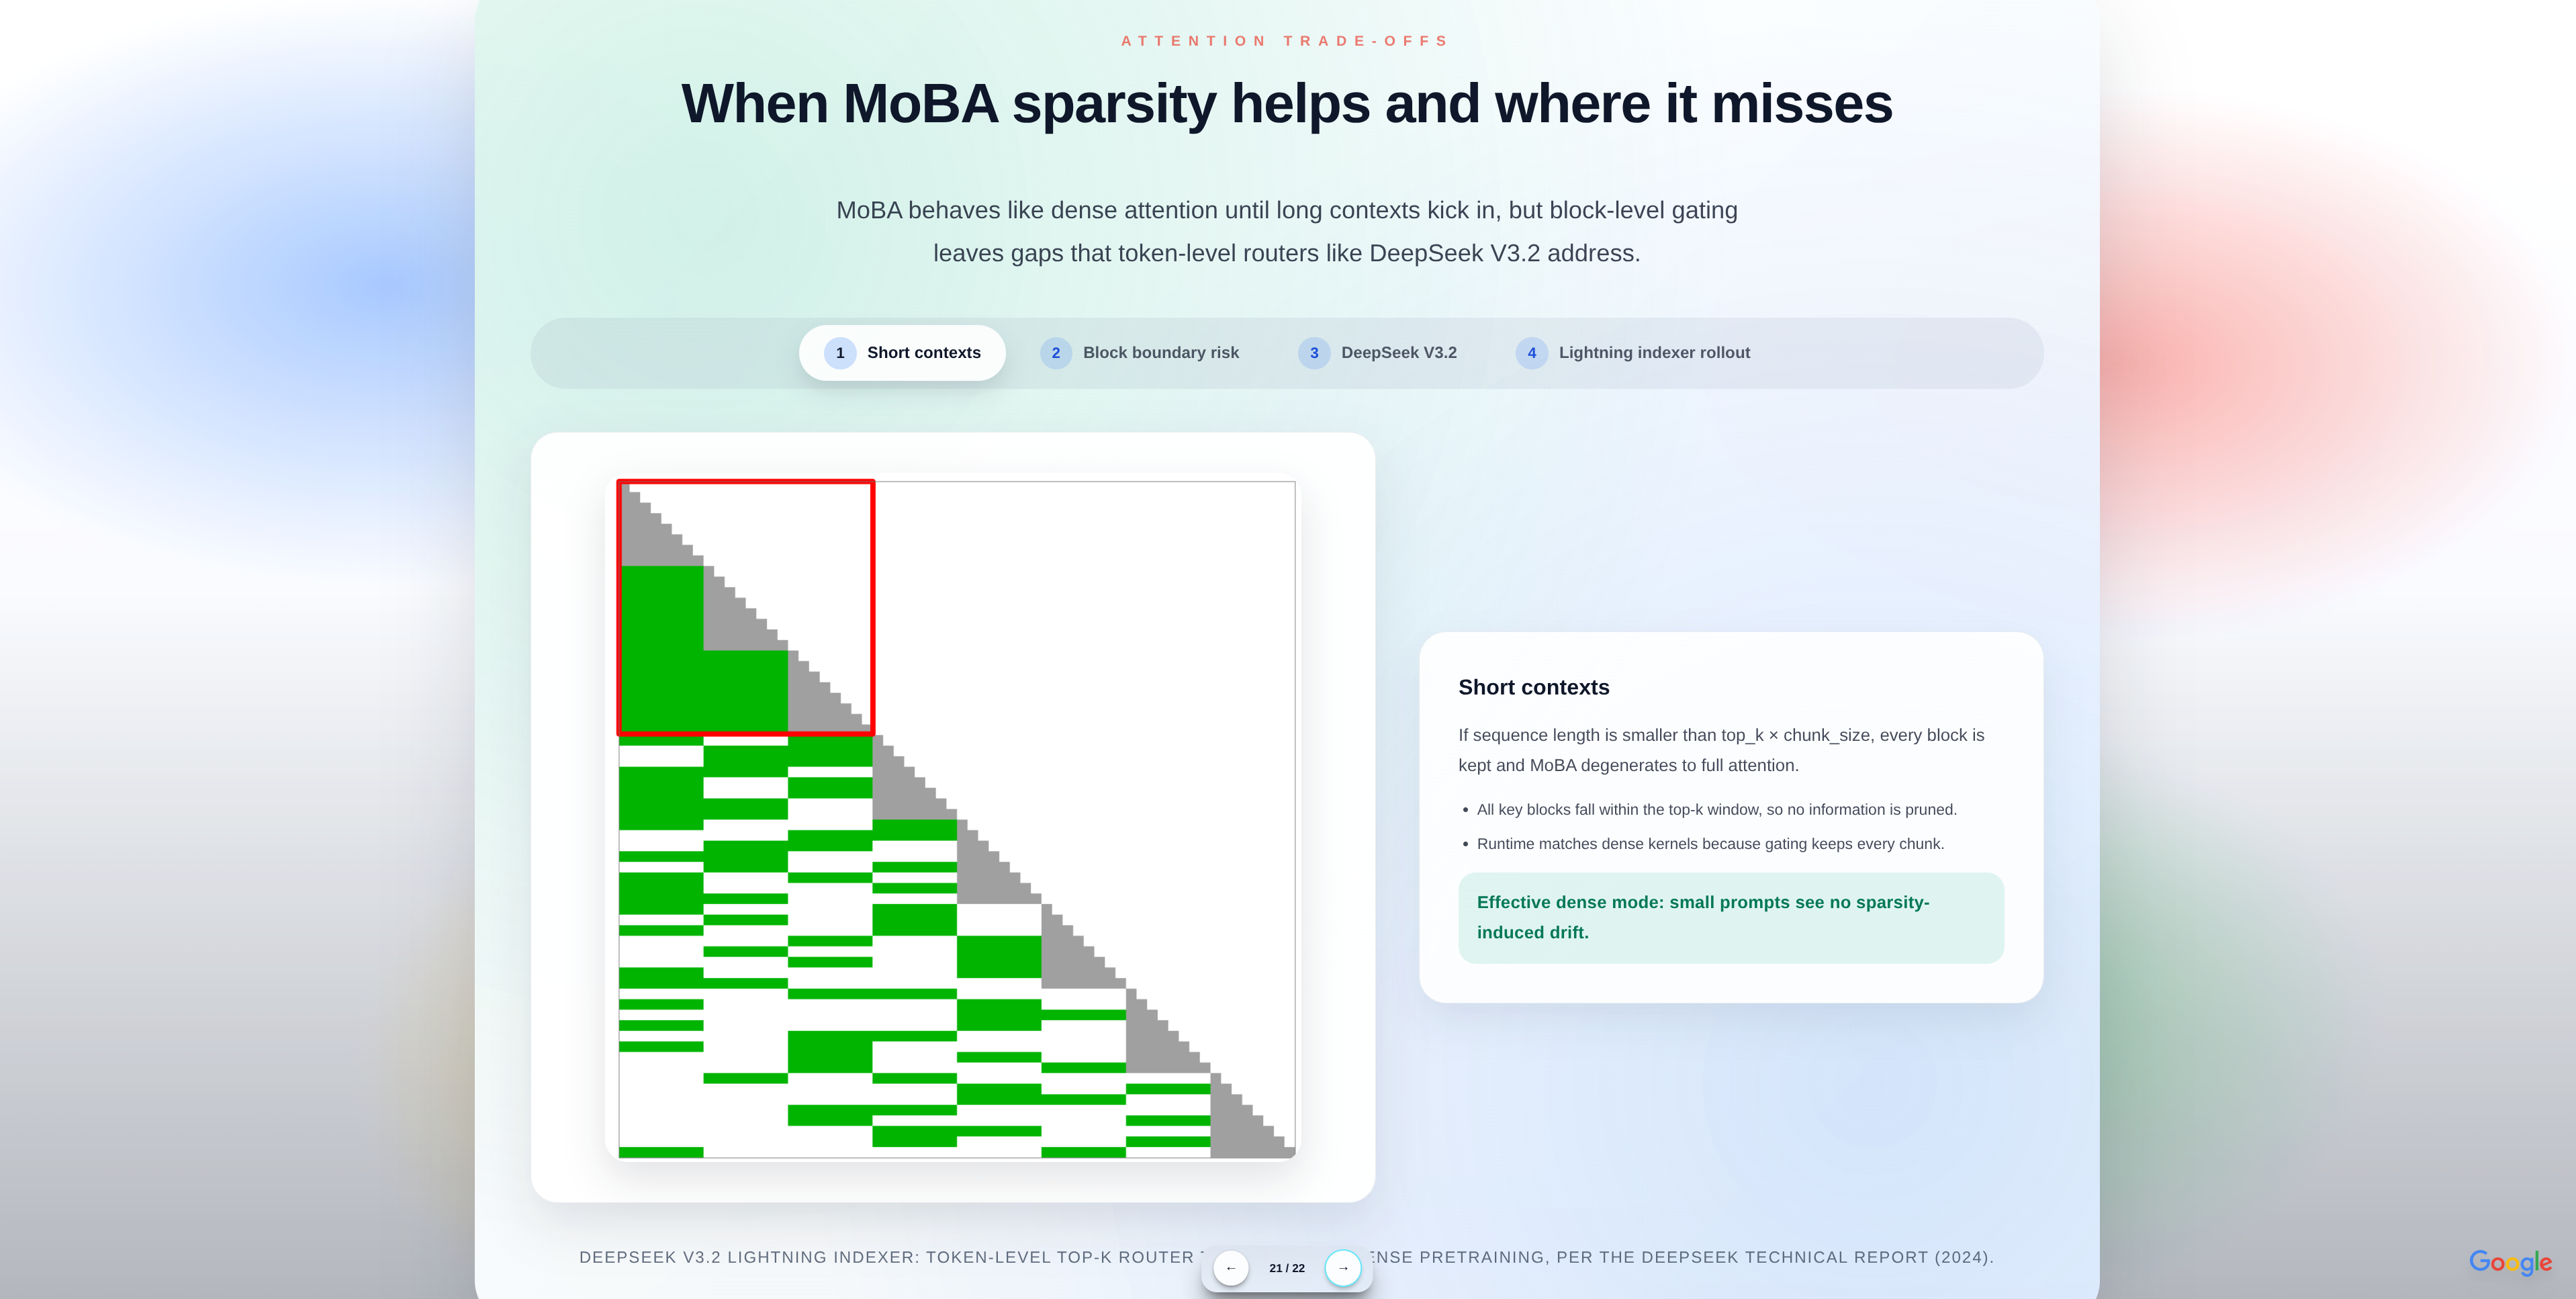 ATTENTION TRADE-OFFS
When MoBA sparsity helps and where it misses
MoBA behaves like dense attention until long contexts kick in, but block-level gating
leaves gaps that token-level routers like DeepSeek V3.2 address.
1 Short contexts
2 Block boundary risk
3 DeepSeek V3.2
4 Lightning indexer rollout
Short contexts
If sequence length is smaller than top_k × chunk_size, every block is
kept and MoBA degenerates to full attention.
• All key blocks fall within the top-k window, so no information is pruned.
• Runtime matches dense kernels because gating keeps every chunk.
Effective dense mode: small prompts see no sparsity-
induced drift.
DEEPSEEK V3.2 LIGHTNING INDEXER: TOKEN-LEVEL TOP-K ROUTER PRETRAINING, PER THE DEEPSEEK TECHNICAL REPORT (2024).
← 21 / 22 →
Google